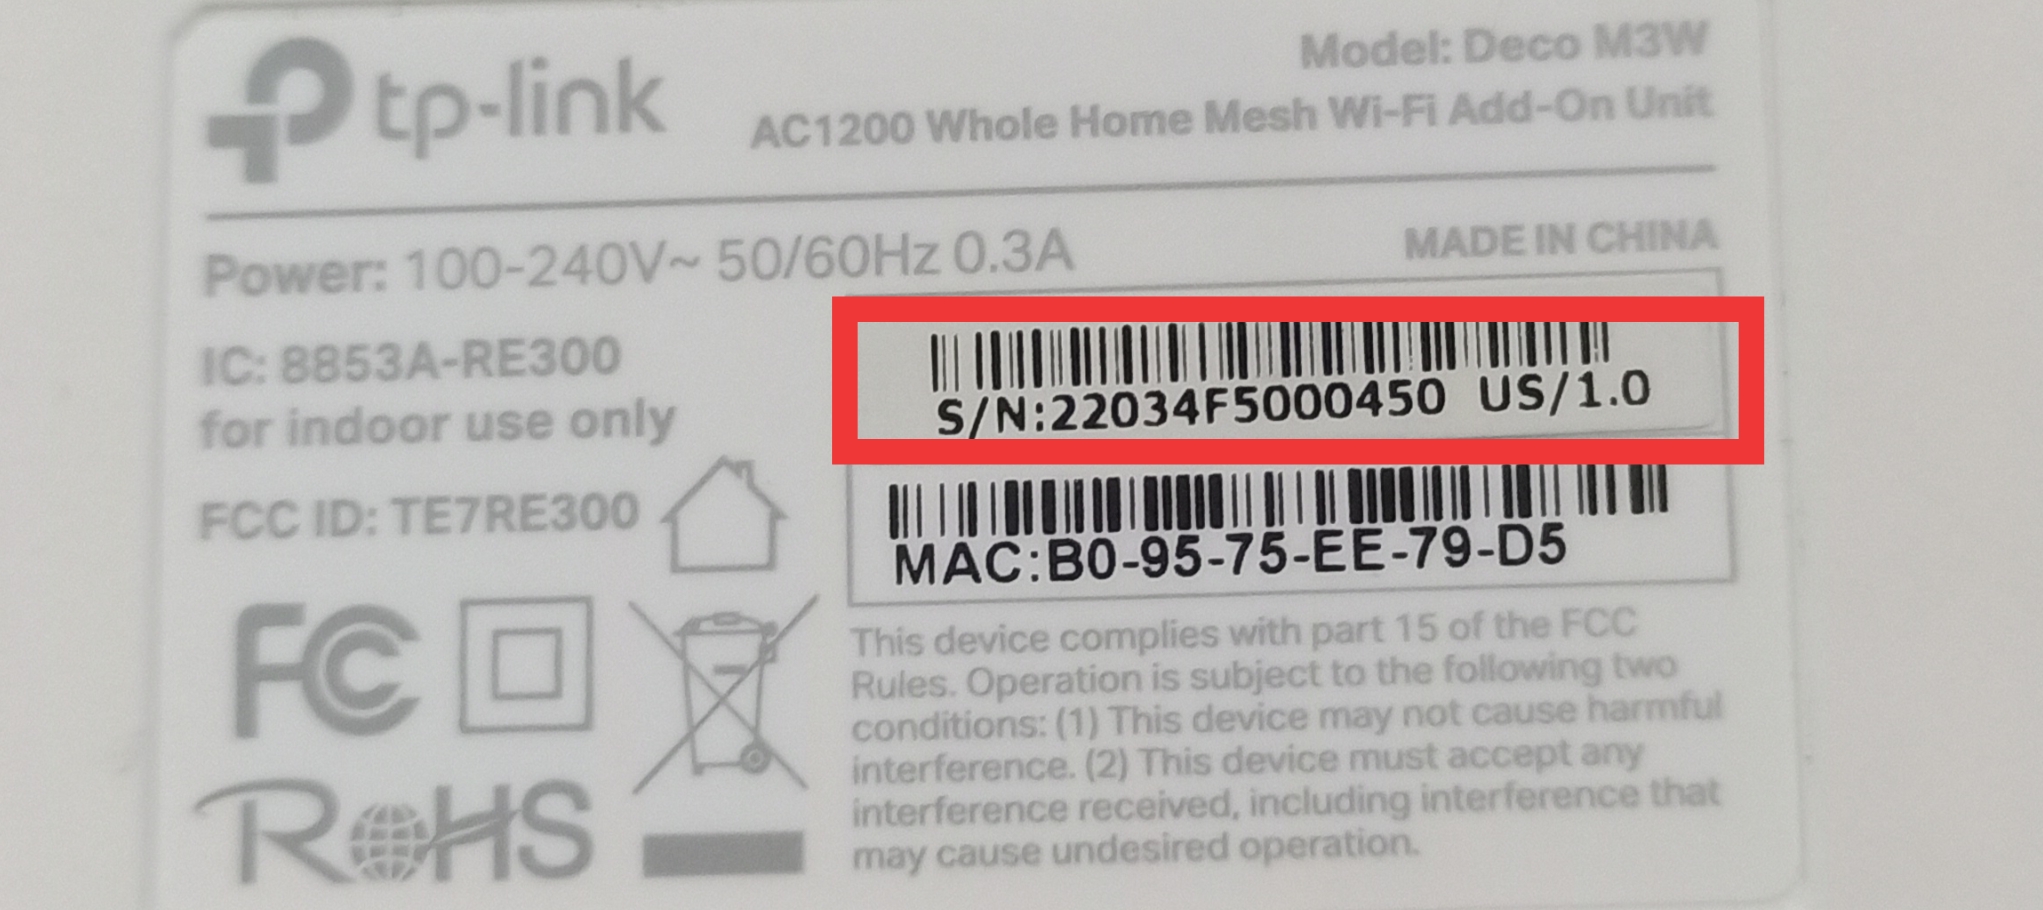 tp-link
Model: Deco M3W
AC1200 Whole Home Mesh Wi-Fi Add-On Unit
Power: 100-240V~ 50/60Hz 0.3A
MADE IN CHINA
IC: 8853A-RE300
for indoor use only
FCC ID: TE7RE300
S/N:22034F5000450 US/1.0
MAC:B0-95-75-EE-79-D5
FC
RoHS
This device complies with part 15 of the FCC
Rules. Operation is subject to the following two
conditions: (1) This device may not cause harmful
interference. (2) This device must accept any
interference received, including interference that
may cause undesired operation.